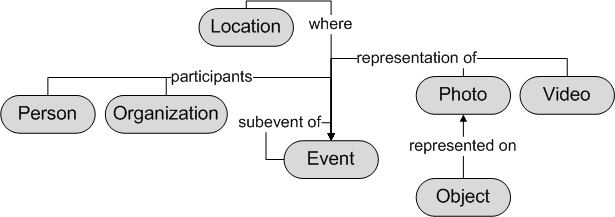 Location
where
representation of
participants
Person
Organization
Photo
Video
subevent of
Event
represented on
Object